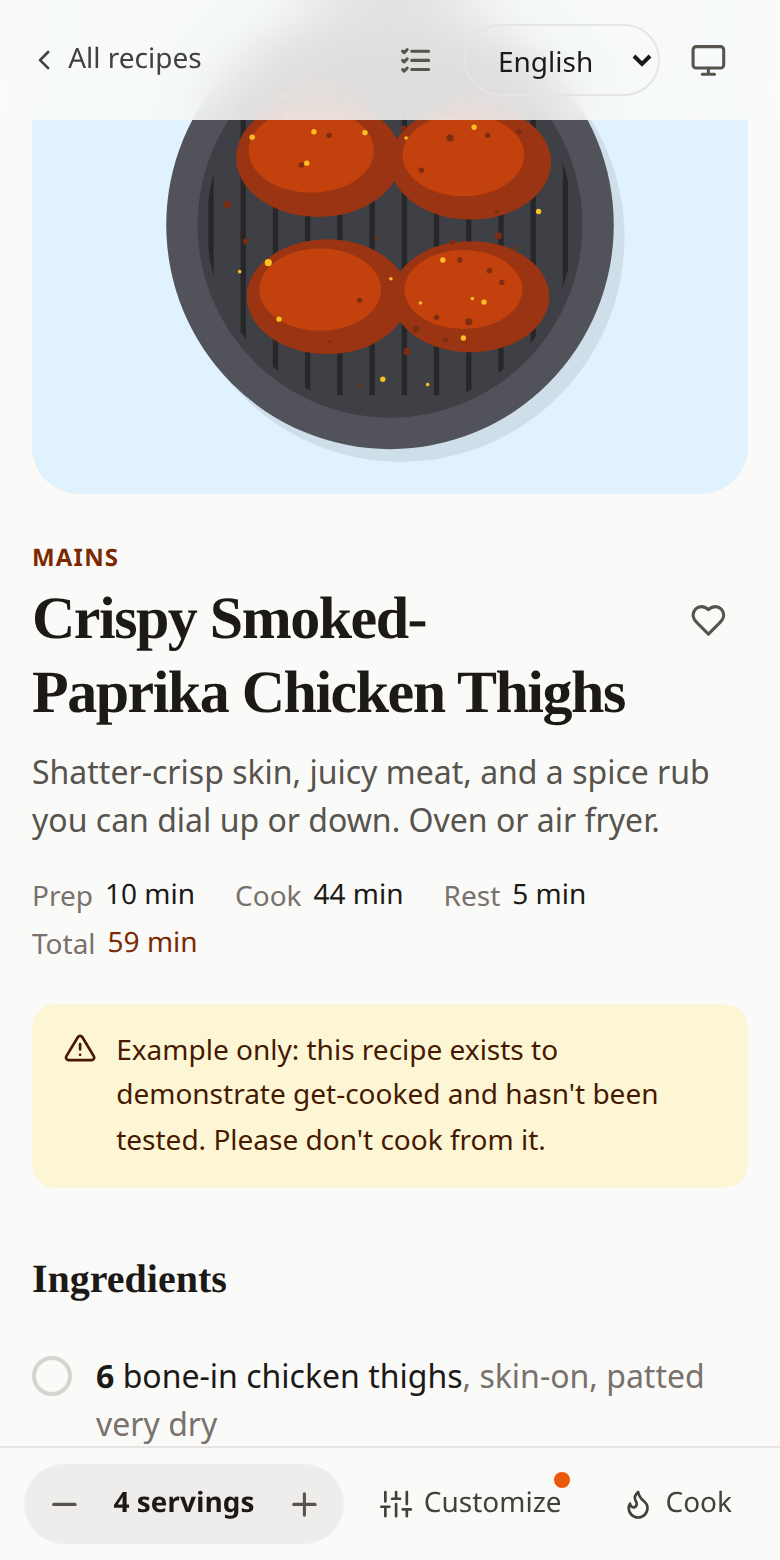 All recipes
English
MAINS
Crispy Smoked-
Paprika Chicken Thighs
Shatter-crisp skin, juicy meat, and a spice rub
you can dial up or down. Oven or air fryer.
Prep 10 min Cook 44 min Rest 5 min
Total 59 min
Example only: this recipe exists to
demonstrate get-cooked and hasn't been
tested. Please don't cook from it.
Ingredients
6 bone-in chicken thighs, skin-on, patted
very dry
4 servings
Customize
Cook